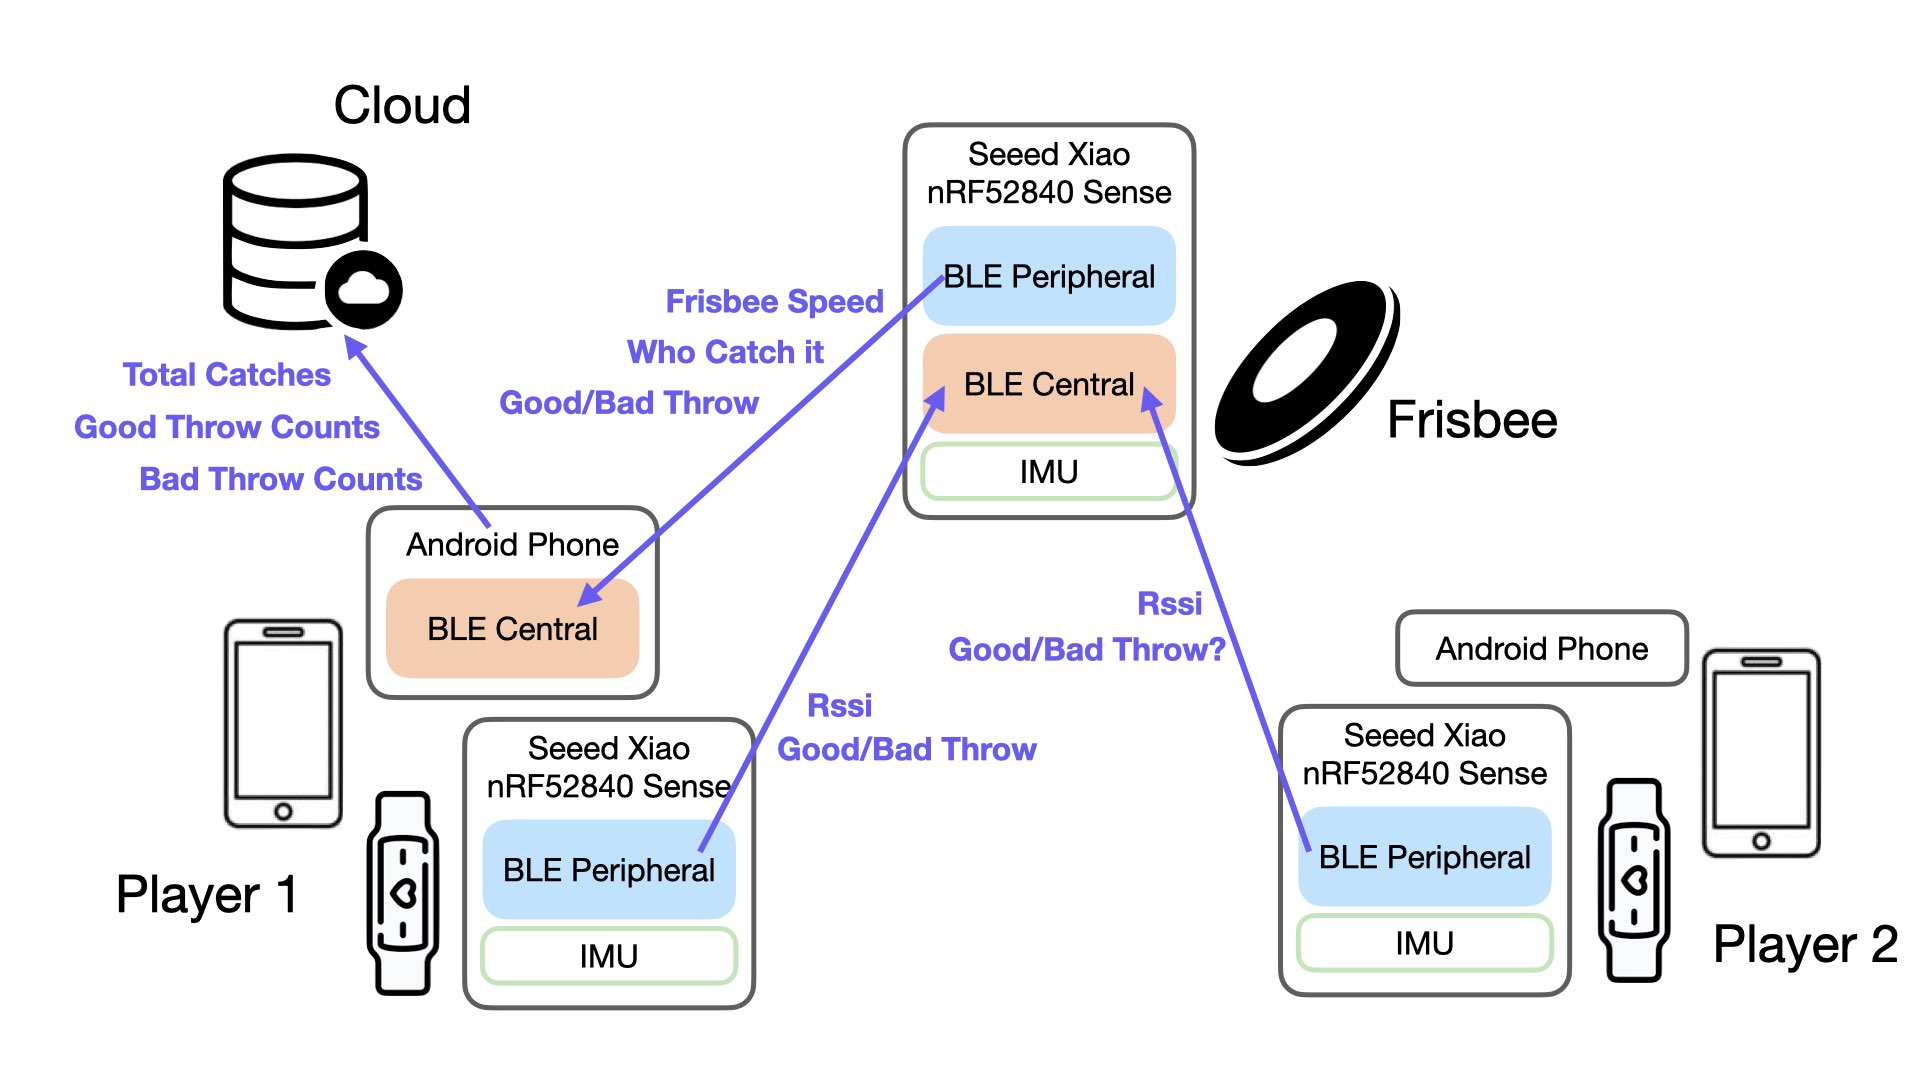 Cloud
Total Catches
Good Throw Counts
Bad Throw Counts
Frisbee Speed
Who Catch it
Good/Bad Throw
Seeed Xiao
nRF52840 Sense
BLE Peripheral
BLE Central
IMU
Frisbee
Android Phone
BLE Central
Rssi
Good/Bad Throw
Rssi
Good/Bad Throw?
Seeed Xiao
nRF52840 Sense
BLE Peripheral
IMU
Player 1
Android Phone
Seeed Xiao
nRF52840 Sense
BLE Peripheral
IMU
Player 2